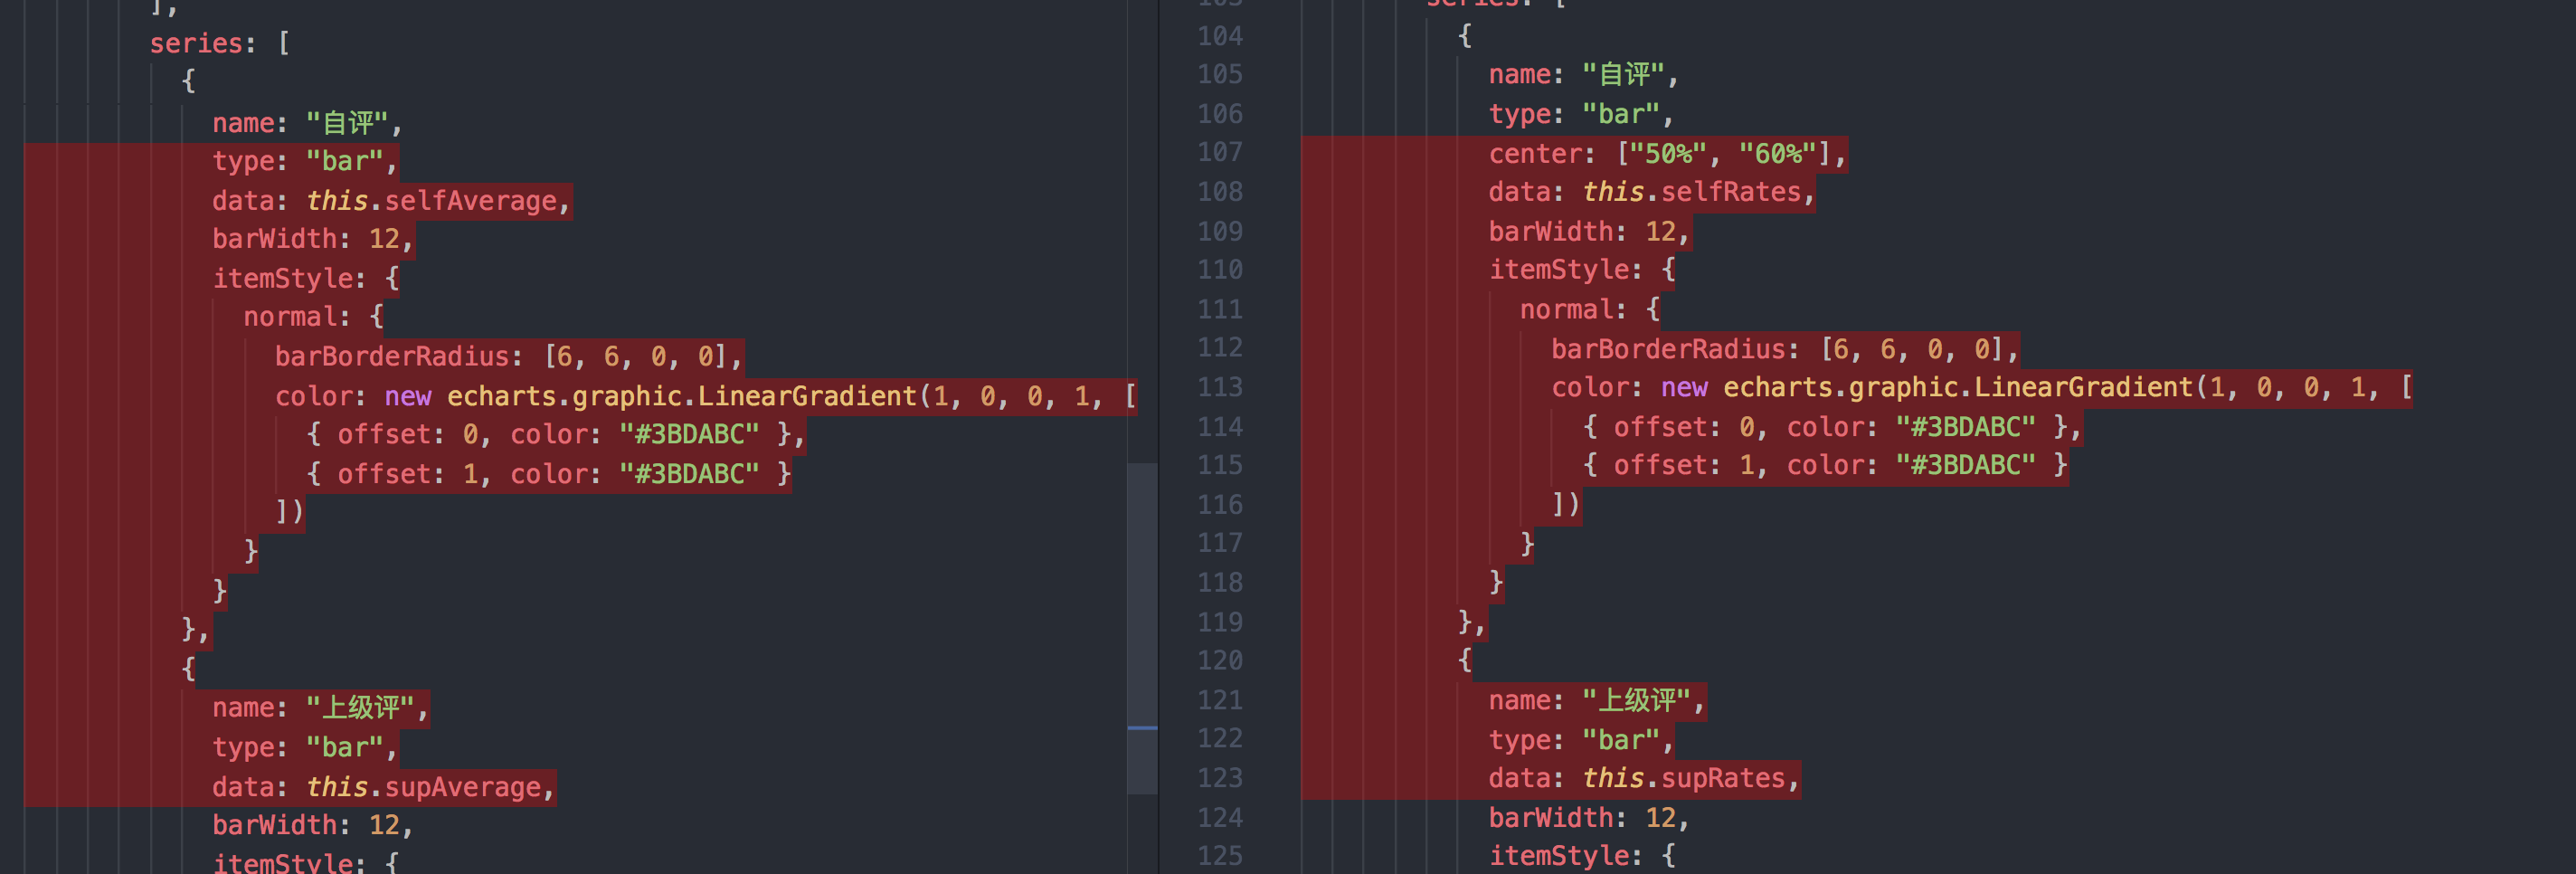 ],
series: [
{
name: "自评",
type: "bar",
data: this.selfAverage,
barWidth: 12,
itemStyle: {
normal: {
barBorderRadius: [6, 6, 0, 0],
color: new echarts.graphic.LinearGradient(1, 0, 0, 1, [
{ offset: 0, color: "#3BDABC" },
{ offset: 1, color: "#3BDABC" }
])
}
}
},
{
name: "上级评",
type: "bar",
data: this.supAverage,
barWidth: 12,
itemStyle: {
103 series: [
104 {
105 name: "自评",
106 type: "bar",
107 center: ["50%", "60%"],
108 data: this.selfRates,
109 barWidth: 12,
110 itemStyle: {
111 normal: {
112 barBorderRadius: [6, 6, 0, 0],
113 color: new echarts.graphic.LinearGradient(1, 0, 0, 1, [
114 { offset: 0, color: "#3BDABC" },
115 { offset: 1, color: "#3BDABC" }
116 ])
117 }
118 }
119 },
120 {
121 name: "上级评",
122 type: "bar",
123 data: this.supRates,
124 barWidth: 12,
125 itemStyle: {